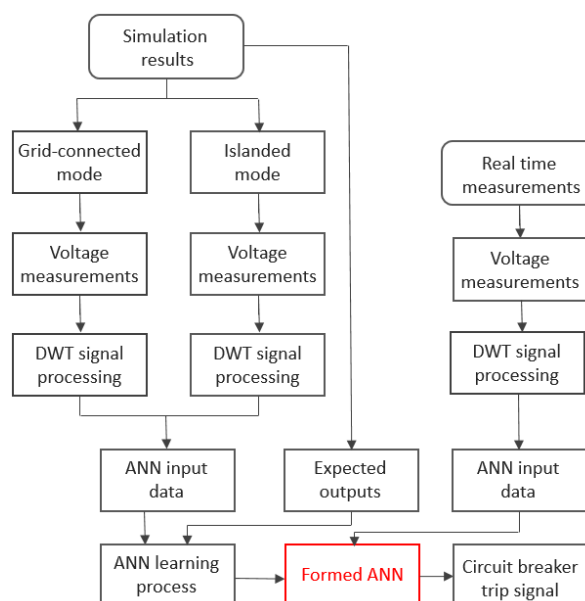 Simulation
results
Grid-connected
mode
Islanded
mode
Real time
measurements
Voltage
measurements
Voltage
measurements
Voltage
measurements
DWT signal
processing
DWT signal
processing
DWT signal
processing
ANN input
data
Expected
outputs
ANN input
data
ANN learning
process
Formed ANN
Circuit breaker
trip signal